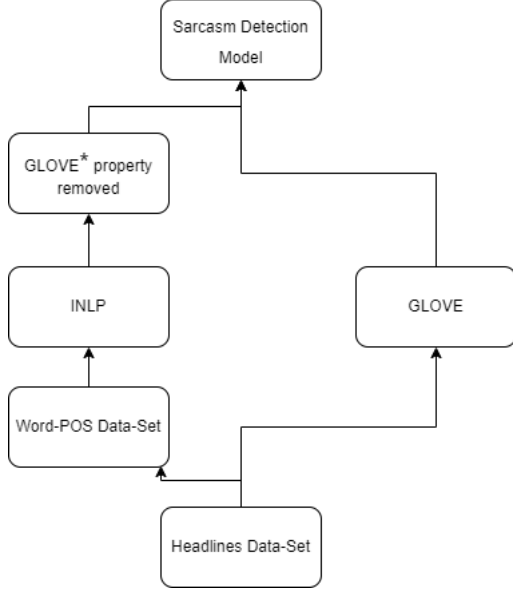 Sarcasm Detection
Model
GLOVE* property
removed
INLP
GLOVE
Word-POS Data-Set
Headlines Data-Set